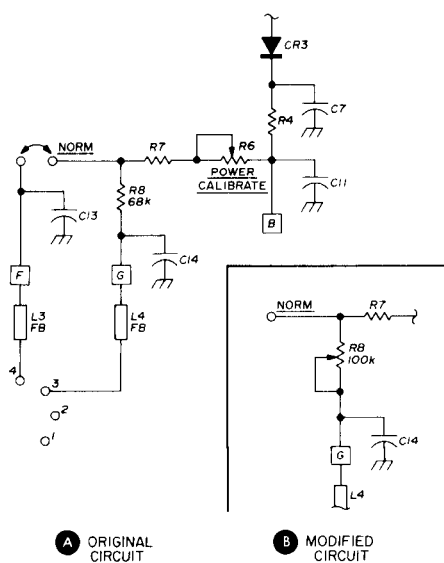 CR3
C7
R4
NORM
R7
R6
POWER
CALIBRATE
R8
68k
C11
C13
B
C14
F
G
L3
FB
L4
FB
4
3
2
1
NORM
R7
R8
100k
C14
G
L4
A ORIGINAL
CIRCUIT
B MODIFIED
CIRCUIT